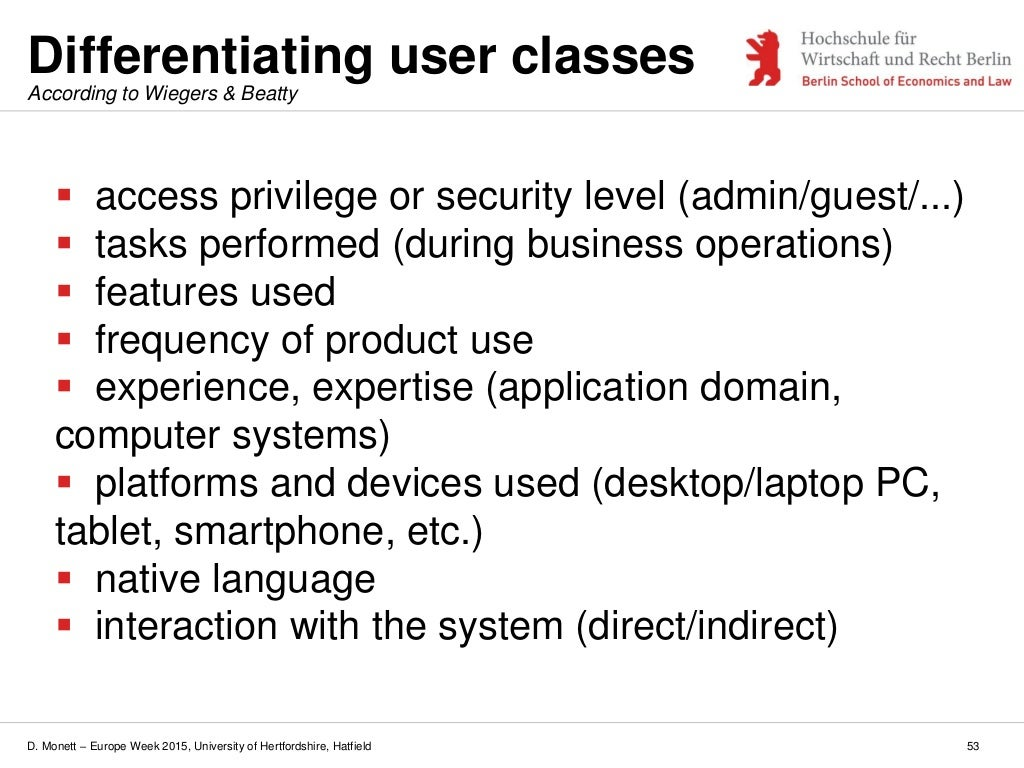 Differentiating user classes
According to Wiegers & Beatty
Hochschule für
Wirtschaft und Recht Berlin
Berlin School of Economics and Law
▪ access privilege or security level (admin/guest/...)
▪ tasks performed (during business operations)
▪ features used
▪ frequency of product use
▪ experience, expertise (application domain,
computer systems)
▪ platforms and devices used (desktop/laptop PC,
tablet, smartphone, etc.)
▪ native language
▪ interaction with the system (direct/indirect)
D. Monett – Europe Week 2015, University of Hertfordshire, Hatfield
53